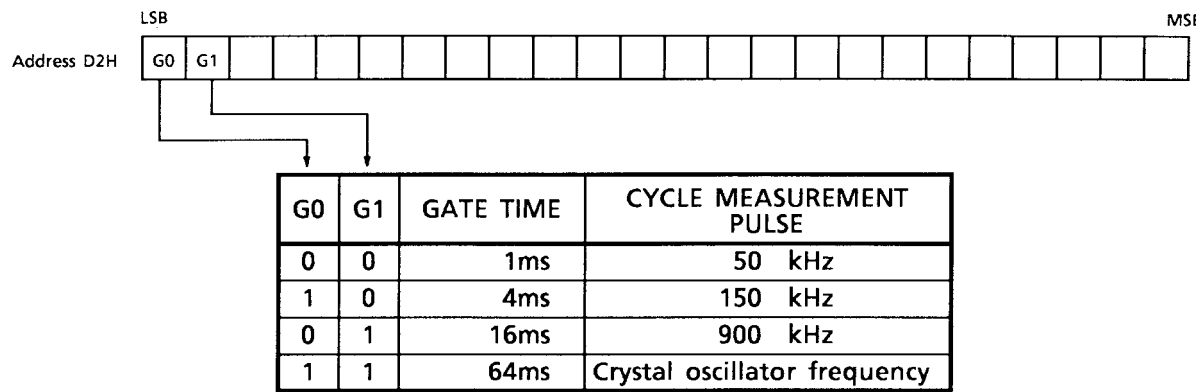 LSB MSB
Address D2H G0 G1
G0 G1 GATE TIME CYCLE MEASUREMENT PULSE
0 0 1ms 50 kHz
1 0 4ms 150 kHz
0 1 16ms 900 kHz
1 1 64ms Crystal oscillator frequency